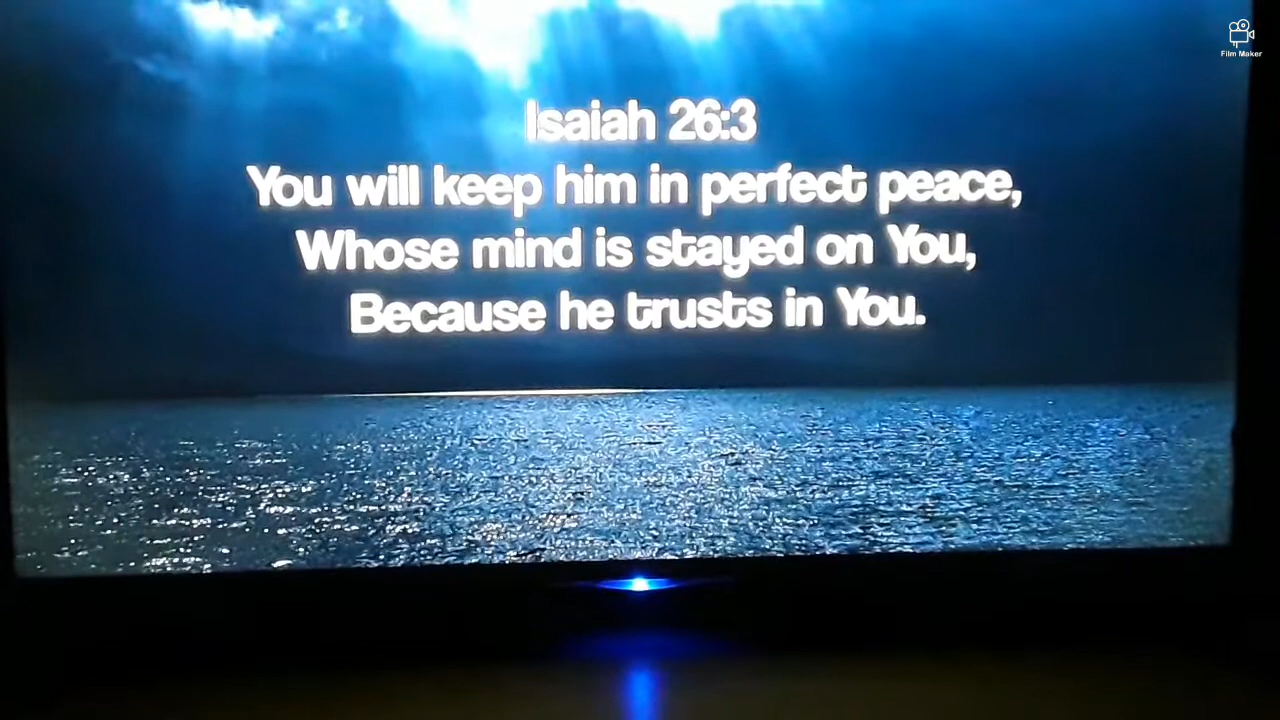 Film Maker
Isaiah 26:3
You will keep him in perfect peace,
Whose mind is stayed on You,
Because he trusts in You.